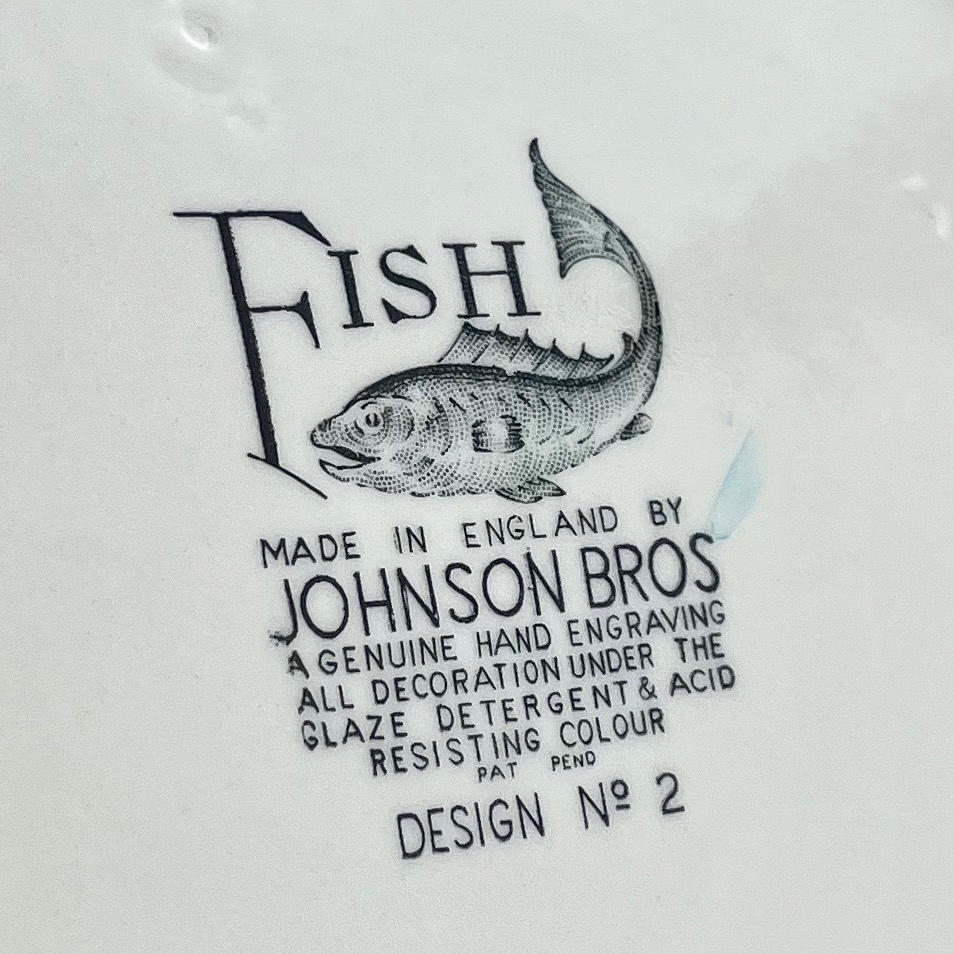 FISH
MADE IN ENGLAND BY
JOHNSON BROS
A GENUINE HAND ENGRAVING
ALL DECORATION UNDER THE
GLAZE DETERGENT & ACID
RESISTING COLOUR
PAT PEND
DESIGN Nº 2